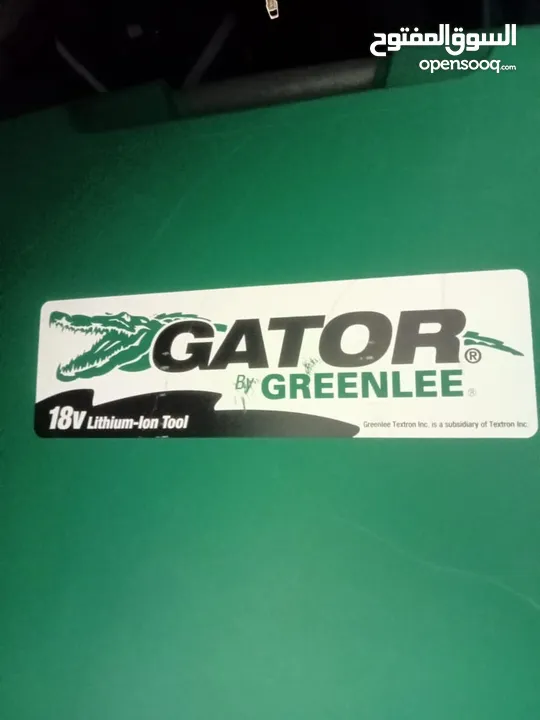 السوق المفتوح
opensooq.com
GATOR®
By GREENLEE®
18V Lithium-Ion Tool
Greenlee Textron Inc. is a subsidiary of Textron Inc.